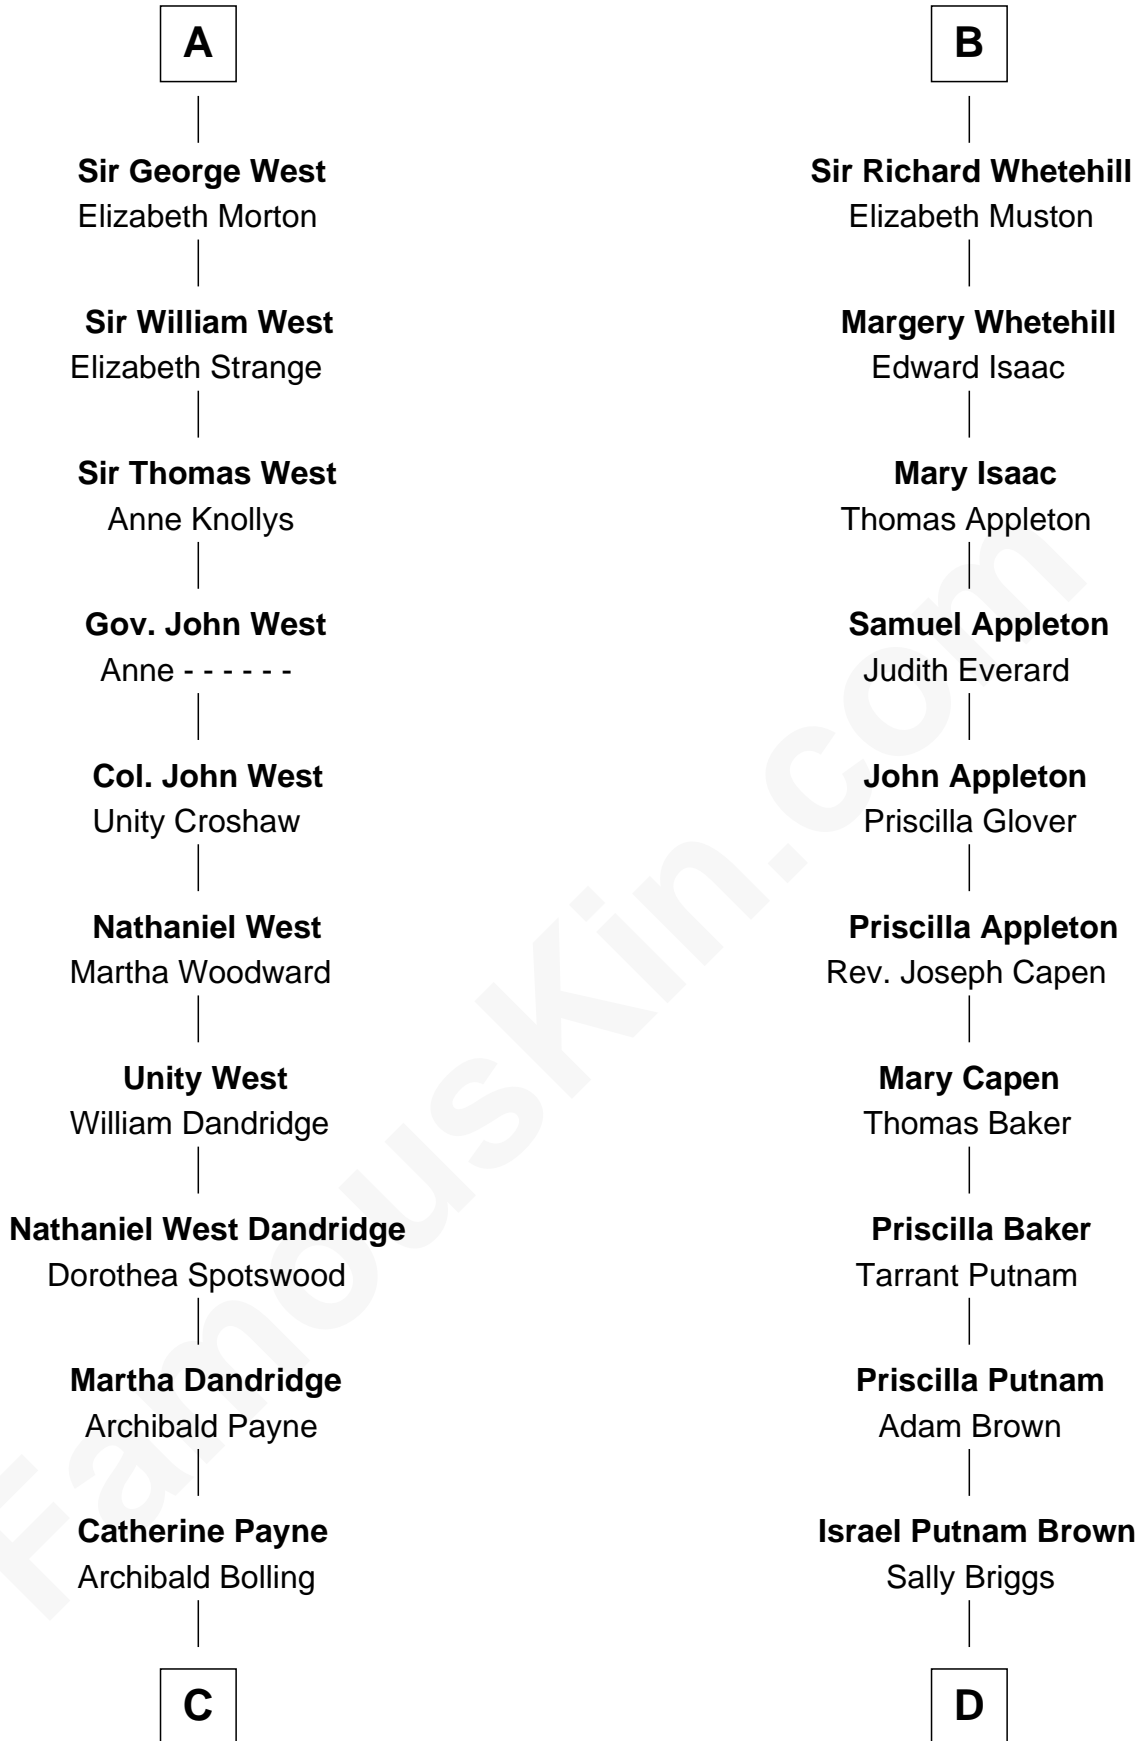 A
Sir George West
Elizabeth Morton
Sir William West
Elizabeth Strange
Sir Thomas West
Anne Knollys
Gov. John West
Anne - - - - - -
Col. John West
Unity Croshaw
Nathaniel West
Martha Woodward
Unity West
William Dandridge
Nathaniel West Dandridge
Dorothea Spotswood
Martha Dandridge
Archibald Payne
Catherine Payne
Archibald Bolling
C
B
Sir Richard Whetehill
Elizabeth Muston
Margery Whetehill
Edward Isaac
Mary Isaac
Thomas Appleton
Samuel Appleton
Judith Everard
John Appleton
Priscilla Glover
Priscilla Appleton
Rev. Joseph Capen
Mary Capen
Thomas Baker
Priscilla Baker
Tarrant Putnam
Priscilla Putnam
Adam Brown
Israel Putnam Brown
Sally Briggs
D
FamousKin.com